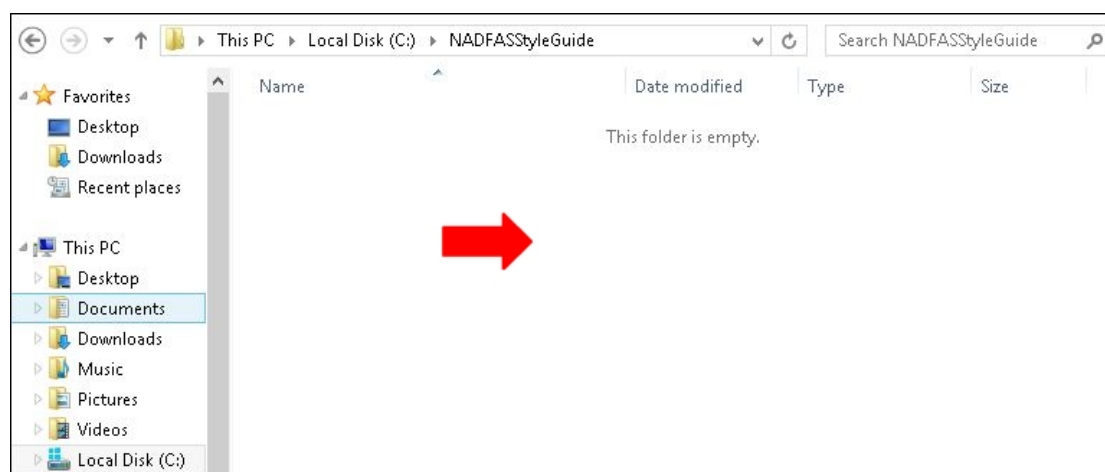 This PC Local Disk (C:) NADFASStyleGuide Search NADFASStyleGuide
Name Date modified Type Size
This folder is empty.
Favorites
Desktop
Downloads
Recent places
This PC
Desktop
Documents
Downloads
Music
Pictures
Videos
Local Disk (C:)